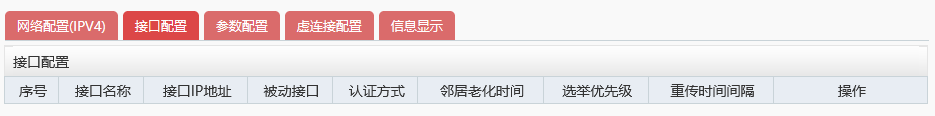 网络配置(IPV4) 接口配置 参数配置 虚连接配置 信息显示
接口配置
序号 接口名称 接口IP地址 被动接口 认证方式 邻居老化时间 选举优先级 重传时间间隔 操作